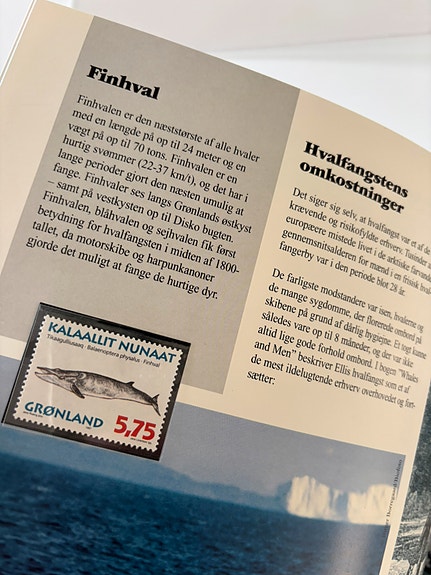 Finhval
Finhvalen er den næststørste af alle hvaler
med en længde på op til 24 meter og en
vægt på op til 70 tons. Finhvalen er en
hurtig svømmer (22-37 km/t), og det har i
lange perioder gjort den næsten umulig at
fange. Finhvaler ses langs Grønlands østkyst
– samt på vestkysten op til Disko bugten.
Finhvalen, blåhvalen og sejhvalen fik først
betydning for hvalfangsten i midten af 1800-
tallet, da motorskibe og harpunkanoner
gjorde det muligt at fange de hurtige dyr.
KALAALLIT NUNAAT
Tikaagulliusaaq · Balaenoptera physalus · Finhval
GRØNLAND
5,75
Hvalfangstens
omkostninger
Det siger sig selv, at hvalfangst var et af de
krævende og risikofyldte erhverv. Tusinder
europæere mistede livet i de arktiske farvande
gennemsnitsalderen for mænd i en frisisk hval-
fangerby var i den periode blot 28 år.
De farligste modstandere var isen, hvalerne og
de mange sygdomme, der florerede ombord på
skibene på grund af dårlig hygiejne. Et togt kunne
således vare op til 8 måneder, og der var ikke
altid lige gode forhold ombord. I bogen "Whales
and Men" beskriver Ellis hvalfangst som et af
de mest ildelugtende erhverv overhovedet og fort-
sætter: